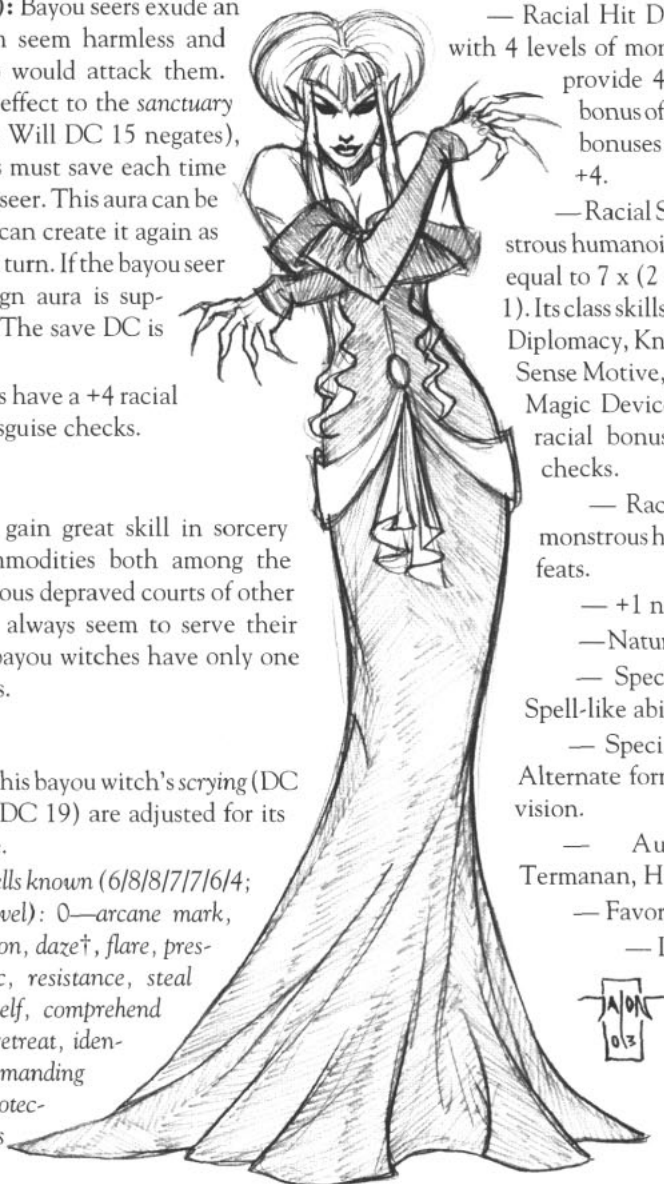 ): Bayou seers exude an
seem harmless and
would attack them.
effect to the sanctuary
Will DC 15 negates),
must save each time
seer. This aura can be
can create it again as
turn. If the bayou seer
gn aura is sup-
The save DC is
s have a +4 racial
sguise checks.
gain great skill in sorcery
mmodities both among the
ous depraved courts of other
always seem to serve their
bayou witches have only one
s.
his bayou witch's scrying (DC
DC 19) are adjusted for its
ells known (6/8/8/7/7/6/4;
vel): 0—arcane mark,
on, daze†, flare, pres-
c, resistance, steal
elf, comprehend
etreat, iden-
manding
otec-
s
— Racial Hit D
with 4 levels of mon
provide 4
bonus of
bonuses
+4.
— Racial S
strous humanoi
equal to 7 x (2
1). Its class skills
Diplomacy, Kn
Sense Motive,
Magic Devic
racial bonus
checks.
— Rac
monstrous h
feats.
— +1 n
—Natur
— Spec
Spell-like abi
— Speci
Alternate form
vision.
— Au
Termanan, H
— Favor
— L
AION
03